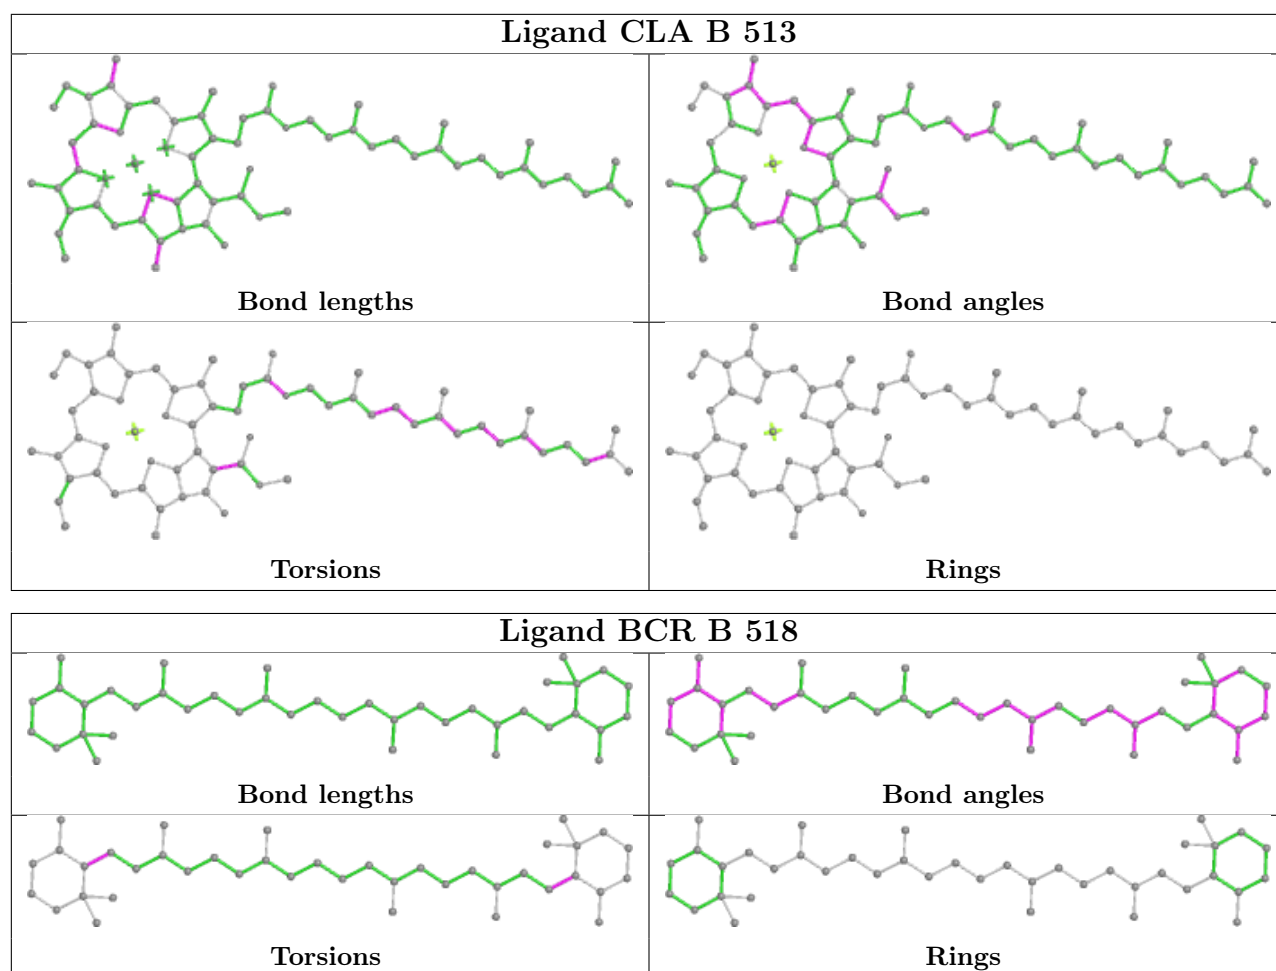 Ligand CLA B 513
Bond lengths
Bond angles
Torsions
Rings
Ligand BCR B 518
Bond lengths
Bond angles
Torsions
Rings